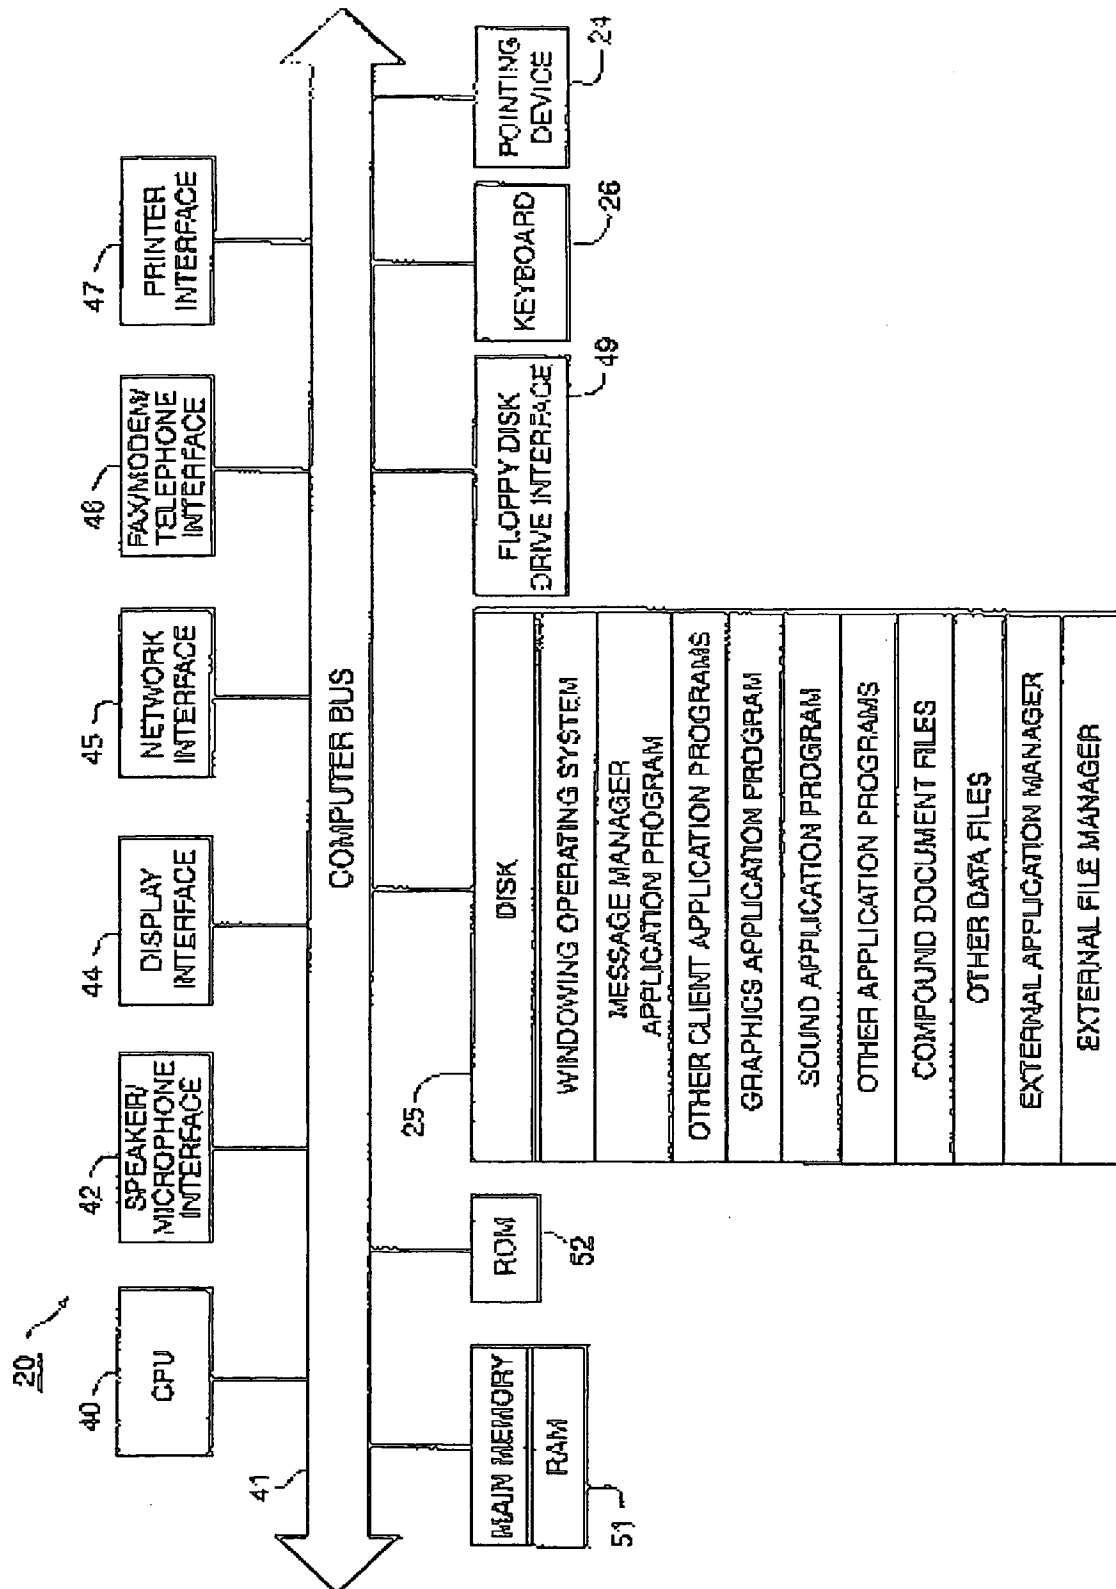 20
40
CPU
42
SPEAKER/
MICROPHONE
INTERFACE
44
DISPLAY
INTERFACE
45
NETWORK
INTERFACE
46
FAX/MODEM/
TELEPHONE
INTERFACE
47
PRINTER
INTERFACE
41
COMPUTER BUS
MAIN MEMORY
RAM
51
ROM
52
25
DISK
WINDOWING OPERATING SYSTEM
MESSAGE MANAGER
APPLICATION PROGRAM
OTHER CLIENT APPLICATION PROGRAMS
GRAPHICS APPLICATION PROGRAM
SOUND APPLICATION PROGRAM
OTHER APPLICATION PROGRAMS
COMPOUND DOCUMENT FILES
OTHER DATA FILES
EXTERNAL APPLICATION MANAGER
EXTERNAL FILE MANAGER
FLOPPY DISK
DRIVE INTERFACE
49
KEYBOARD
26
POINTING
DEVICE
24